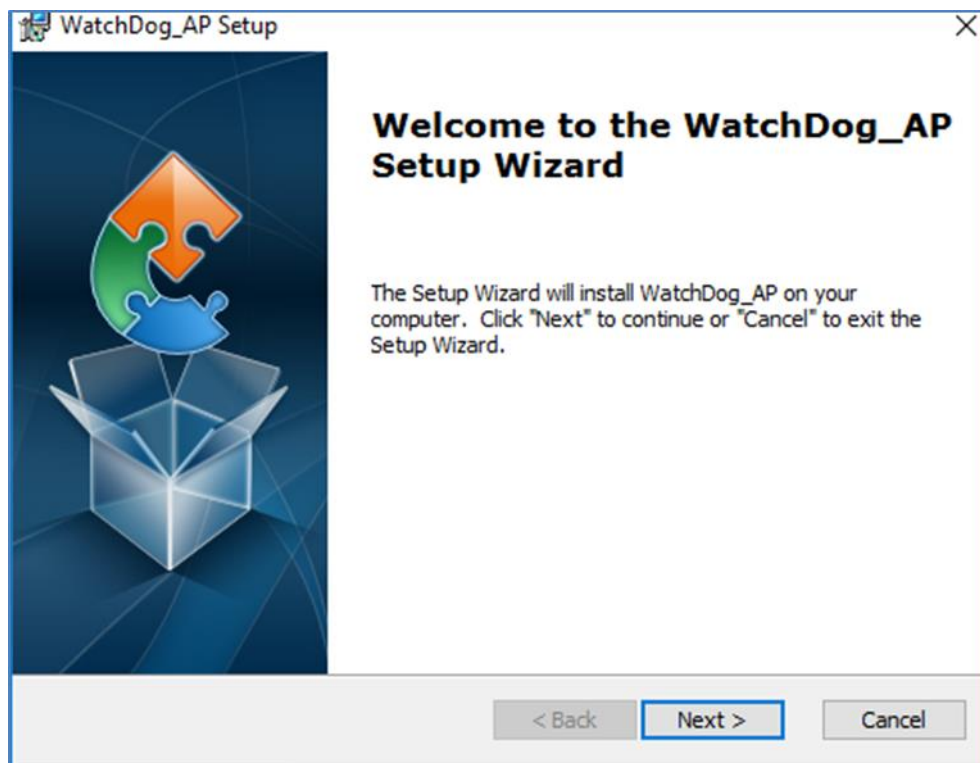 WatchDog_AP Setup
Welcome to the WatchDog_AP
Setup Wizard
The Setup Wizard will install WatchDog_AP on your
computer.  Click "Next" to continue or "Cancel" to exit the
Setup Wizard.
< Back
Next >
Cancel